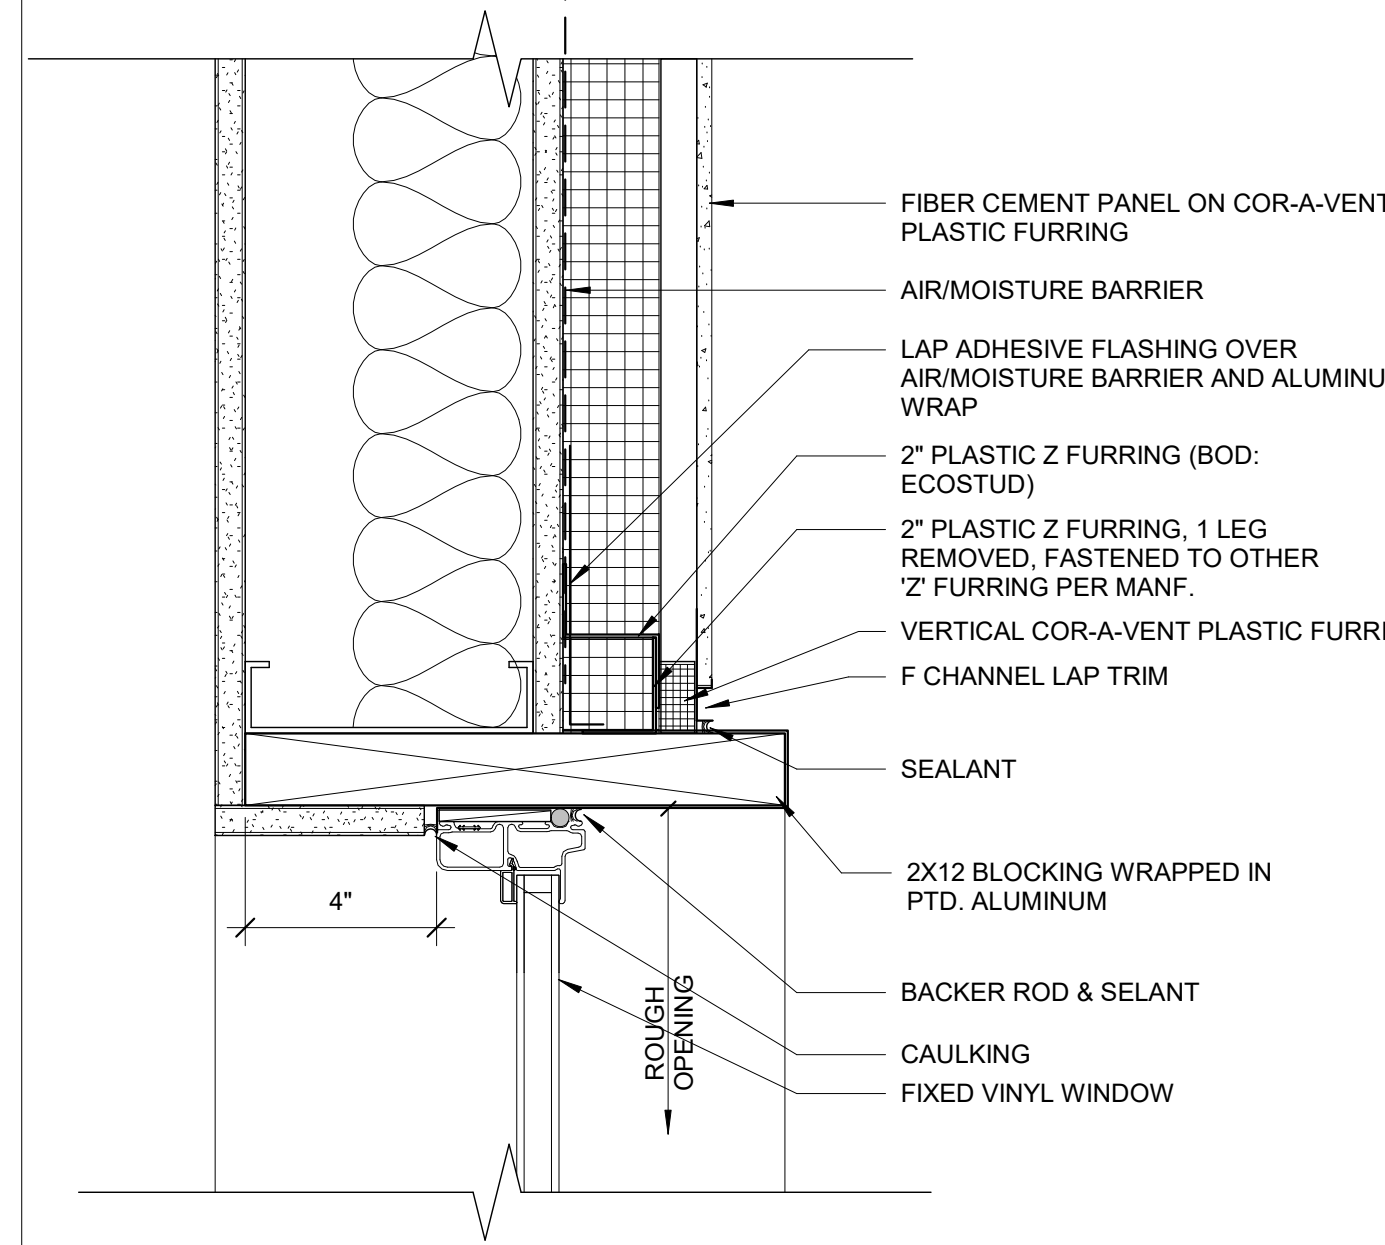 FIBER CEMENT PANEL ON COR-A-VENT
PLASTIC FURRING
AIR/MOISTURE BARRIER
LAP ADHESIVE FLASHING OVER
AIR/MOISTURE BARRIER AND ALUMINU
WRAP
2" PLASTIC Z FURRING (BOD:
ECOSTUD)
2" PLASTIC Z FURRING, 1 LEG
REMOVED, FASTENED TO OTHER
'Z' FURRING PER MANF.
VERTICAL COR-A-VENT PLASTIC FURRI
F CHANNEL LAP TRIM
SEALANT
2X12 BLOCKING WRAPPED IN
PTD. ALUMINUM
4"
ROUGH
OPENING
BACKER ROD & SELANT
CAULKING
FIXED VINYL WINDOW